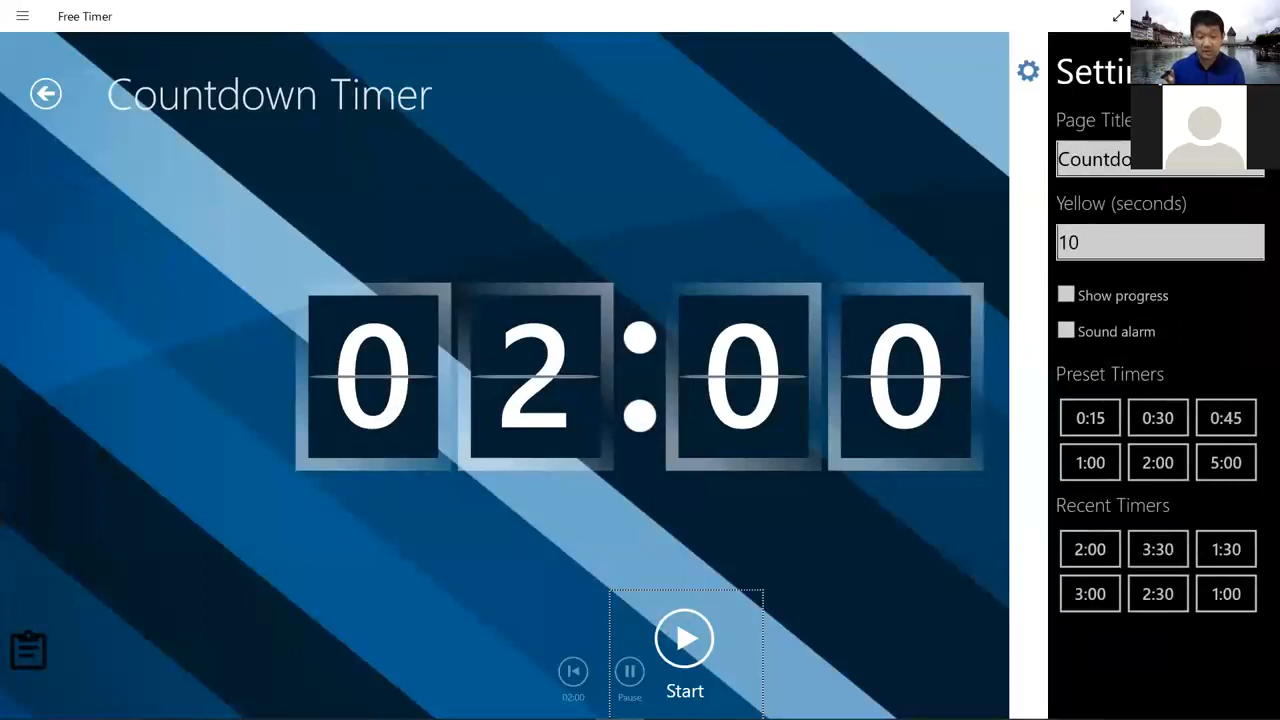 Free Timer
Countdown Timer
02:00
02:00
Pause
Start
Setti
Page Title
Countdo
Yellow (seconds)
10
Show progress
Sound alarm
Preset Timers
0:15 0:30 0:45
1:00 2:00 5:00
Recent Timers
2:00 3:30 1:30
3:00 2:30 1:00